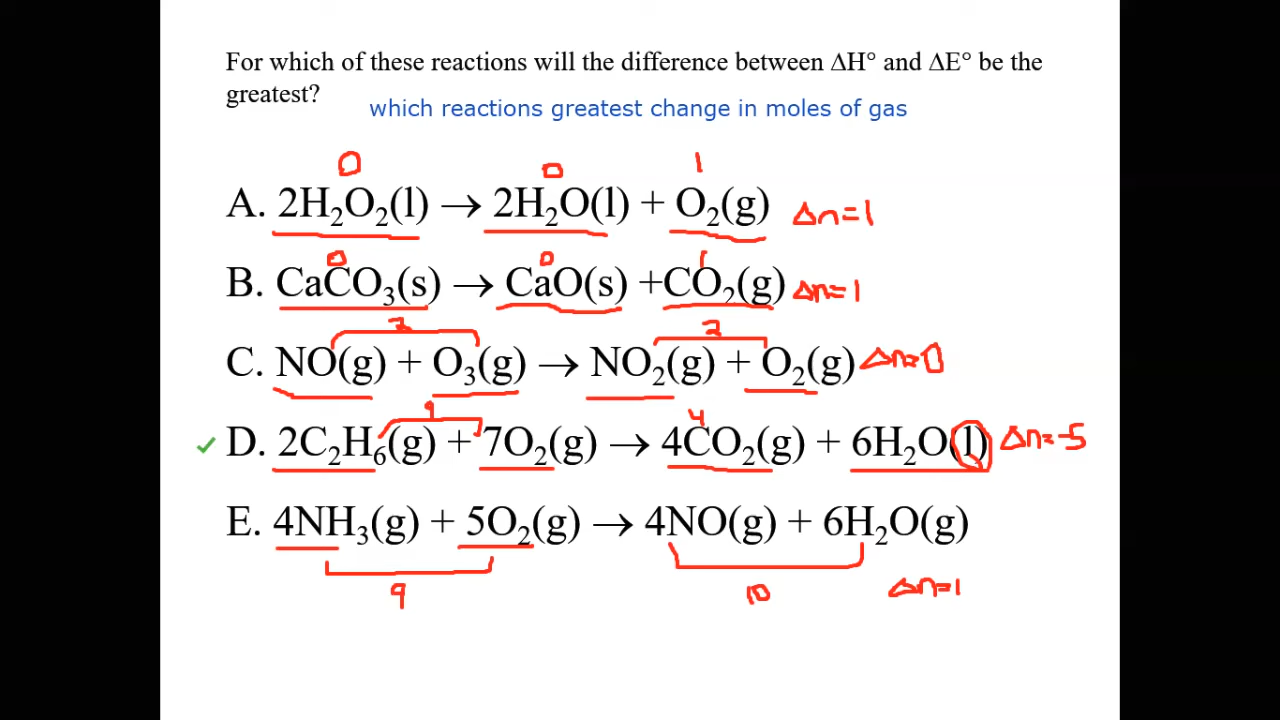 For which of these reactions will the difference between ΔH° and ΔE° be the
greatest?
which reactions greatest change in moles of gas
0 0 1
A. 2H₂O₂(l) → 2H₂O(l) + O₂(g) Δn=1
0 0 1
B. CaCO₃(s) → CaO(s) +CO₂(g) Δn=1
2 2
C. NO(g) + O₃(g) → NO₂(g) + O₂(g) Δn=0
9 4
✓ D. 2C₂H₆(g) + 7O₂(g) → 4CO₂(g) + 6H₂O(l) Δn=-5
E. 4NH₃(g) + 5O₂(g) → 4NO(g) + 6H₂O(g)
9 10 Δn=1